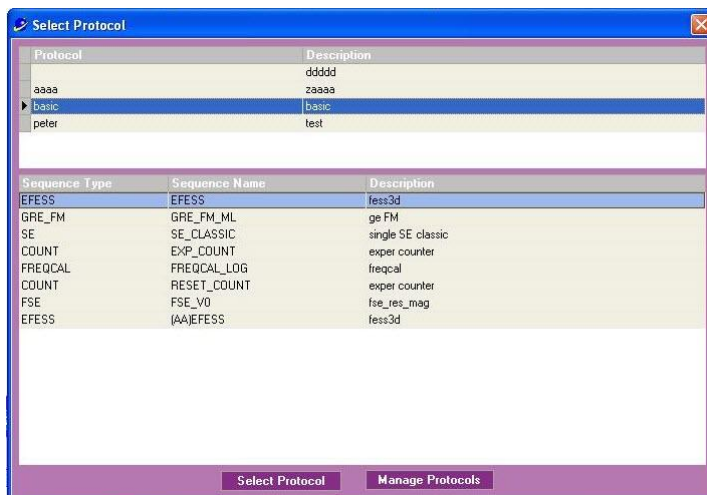 Select Protocol
Protocol Description
ddddd
aaaa zaaaa
basic basic
peter test
Sequence Type Sequence Name Description
EFESS EFESS fess3d
GRE_FM GRE_FM_ML ge FM
SE SE_CLASSIC single SE classic
COUNT EXP_COUNT exper counter
FREQCAL FREQCAL_LOG freqcal
COUNT RESET_COUNT exper counter
FSE FSE_V0 fse_res_mag
EFESS (AA)EFESS fess3d
Select Protocol Manage Protocols